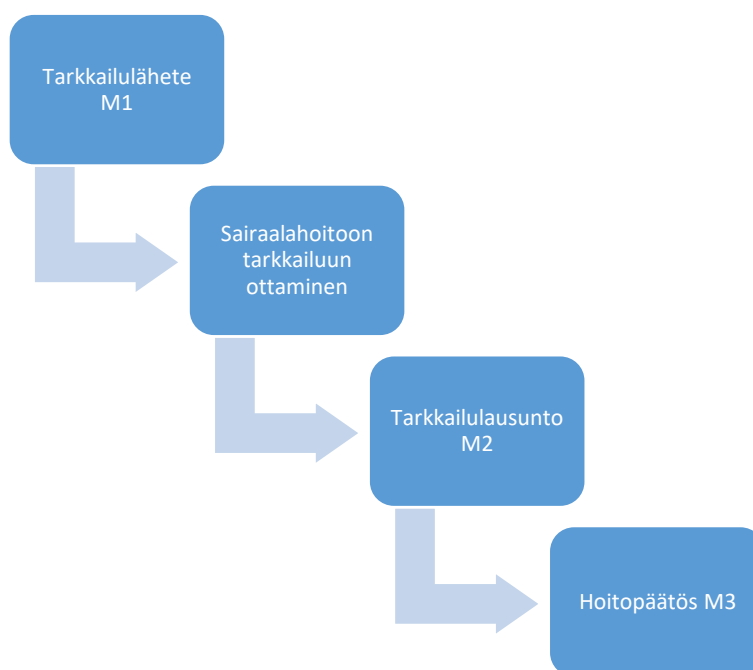 Tarkkailulähete
M1
Sairaalahoitoon
tarkkailuun
ottaminen
Tarkkailulausunto
M2
Hoitopäätös M3